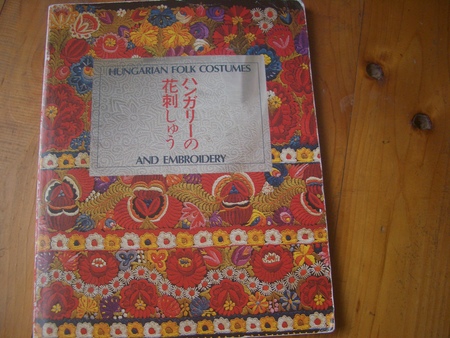 HUNGARIAN FOLK COSTUMES
ハンガリーの
花刺しゅう
AND EMBROIDERY